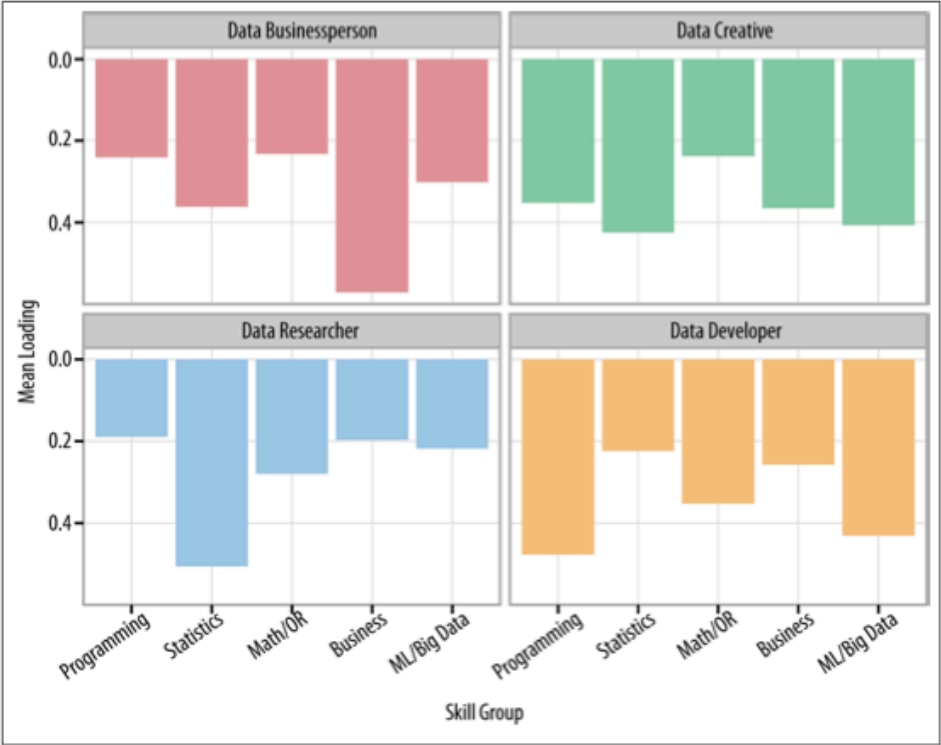 Data Businessperson
Data Creative
0.0
0.2
0.4
Mean Loading
Data Researcher
Data Developer
0.0
0.2
0.4
Programming
Statistics
Math/OR
Business
ML/Big Data
Programming
Statistics
Math/OR
Business
ML/Big Data
Skill Group